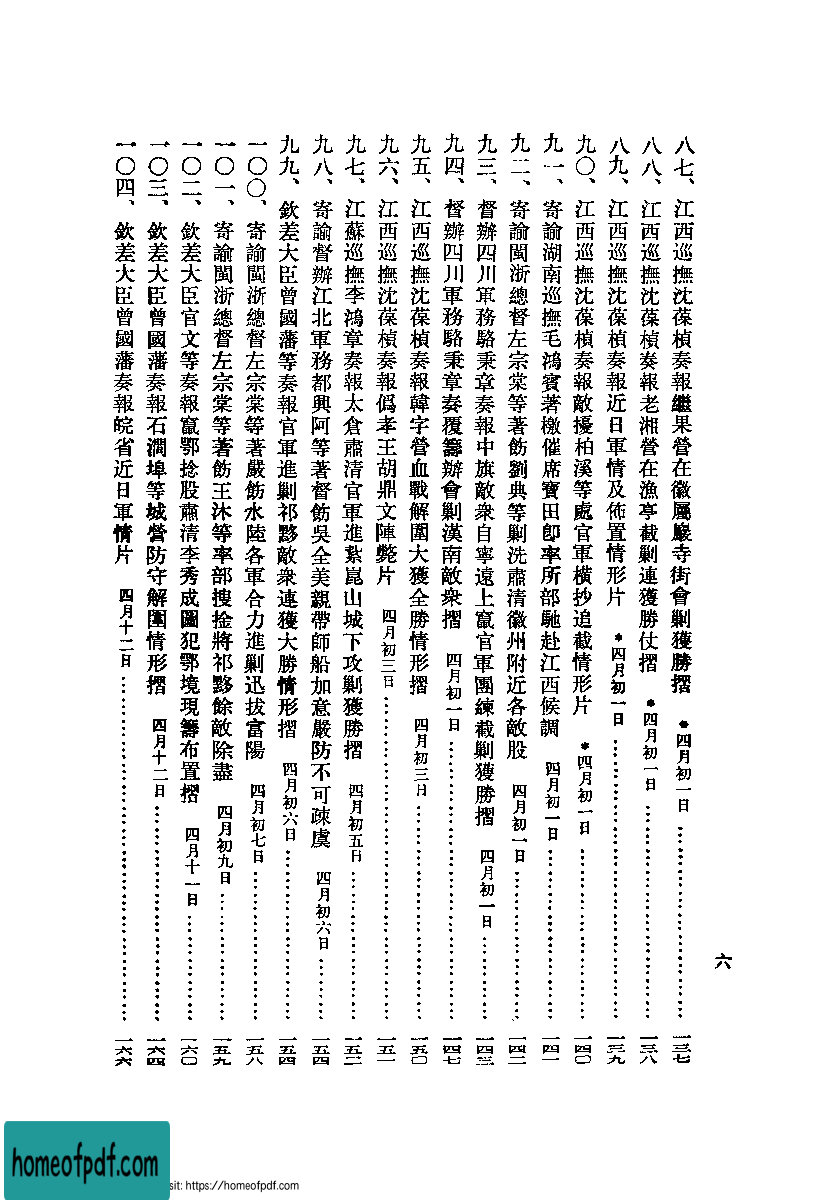 八七、江西巡撫沈葆楨奏報繼果營在徽屬巖寺街會剿獲勝摺 *四月初一日……一三七
八八、江西巡撫沈葆楨奏報老湘營在漁亭截剿連獲勝仗摺 *四月初一日……一三八
八九、江西巡撫沈葆楨奏報近日軍情及佈置情形片 *四月初一日……一三九
九〇、江西巡撫沈葆楨奏報敵擾柏溪等處官軍橫抄追截情形片 *四月初一日……一四〇
九一、寄諭湖南巡撫毛鴻賓著檄催席寶田卽率所部馳赴江西候調 四月初一日……一四一
九二、寄諭閩浙總督左宗棠等著飭劉典等剿洗肅清徽州附近各敵股 四月初一日……一四二
九三、督辦四川軍務駱秉章奏報中旗敵衆自寧遠上竄官軍團練截剿獲勝摺 四月初一日……一四三
九四、督辦四川軍務駱秉章奏覆籌辦會剿漢南敵衆摺 四月初一日……一四七
九五、江西巡撫沈葆楨奏報韓字營血戰解圍大獲全勝情形摺 四月初三日……一五〇
九六、江西巡撫沈葆楨奏報僞孝王胡鼎文陣斃片 四月初三日……一五一
九七、江蘇巡撫李鴻章奏報太倉肅清官軍進紮崑山城下攻剿獲勝摺 四月初五日……一五二
九八、寄諭督辦江北軍務都興阿等著督飭吳全美親帶師船加意嚴防不可疎虞 四月初六日……一五四
九九、欽差大臣曾國藩等奏報官軍進剿祁黟敵衆連獲大勝情形摺 四月初六日……一五四
一〇〇、寄諭閩浙總督左宗棠等著嚴飭水陸各軍合力進剿迅拔富陽 四月初七日……一五八
一〇一、寄諭閩浙總督左宗棠等著飭王沐等率部搜捡將祁黟餘敵除盡 四月初九日……一五九
一〇二、欽差大臣官文等奏報竄鄂捻股肅清李秀成圖犯鄂境現籌布置摺 四月十一日……一六〇
一〇三、欽差大臣曾國藩奏報石澗埠等城營防守解圍情形摺 四月十二日……一六四
一〇四、欽差大臣曾國藩奏報皖省近日軍情片 四月十二日……一六六
六
homeofpdf.com
sit: https://homeofpdf.com